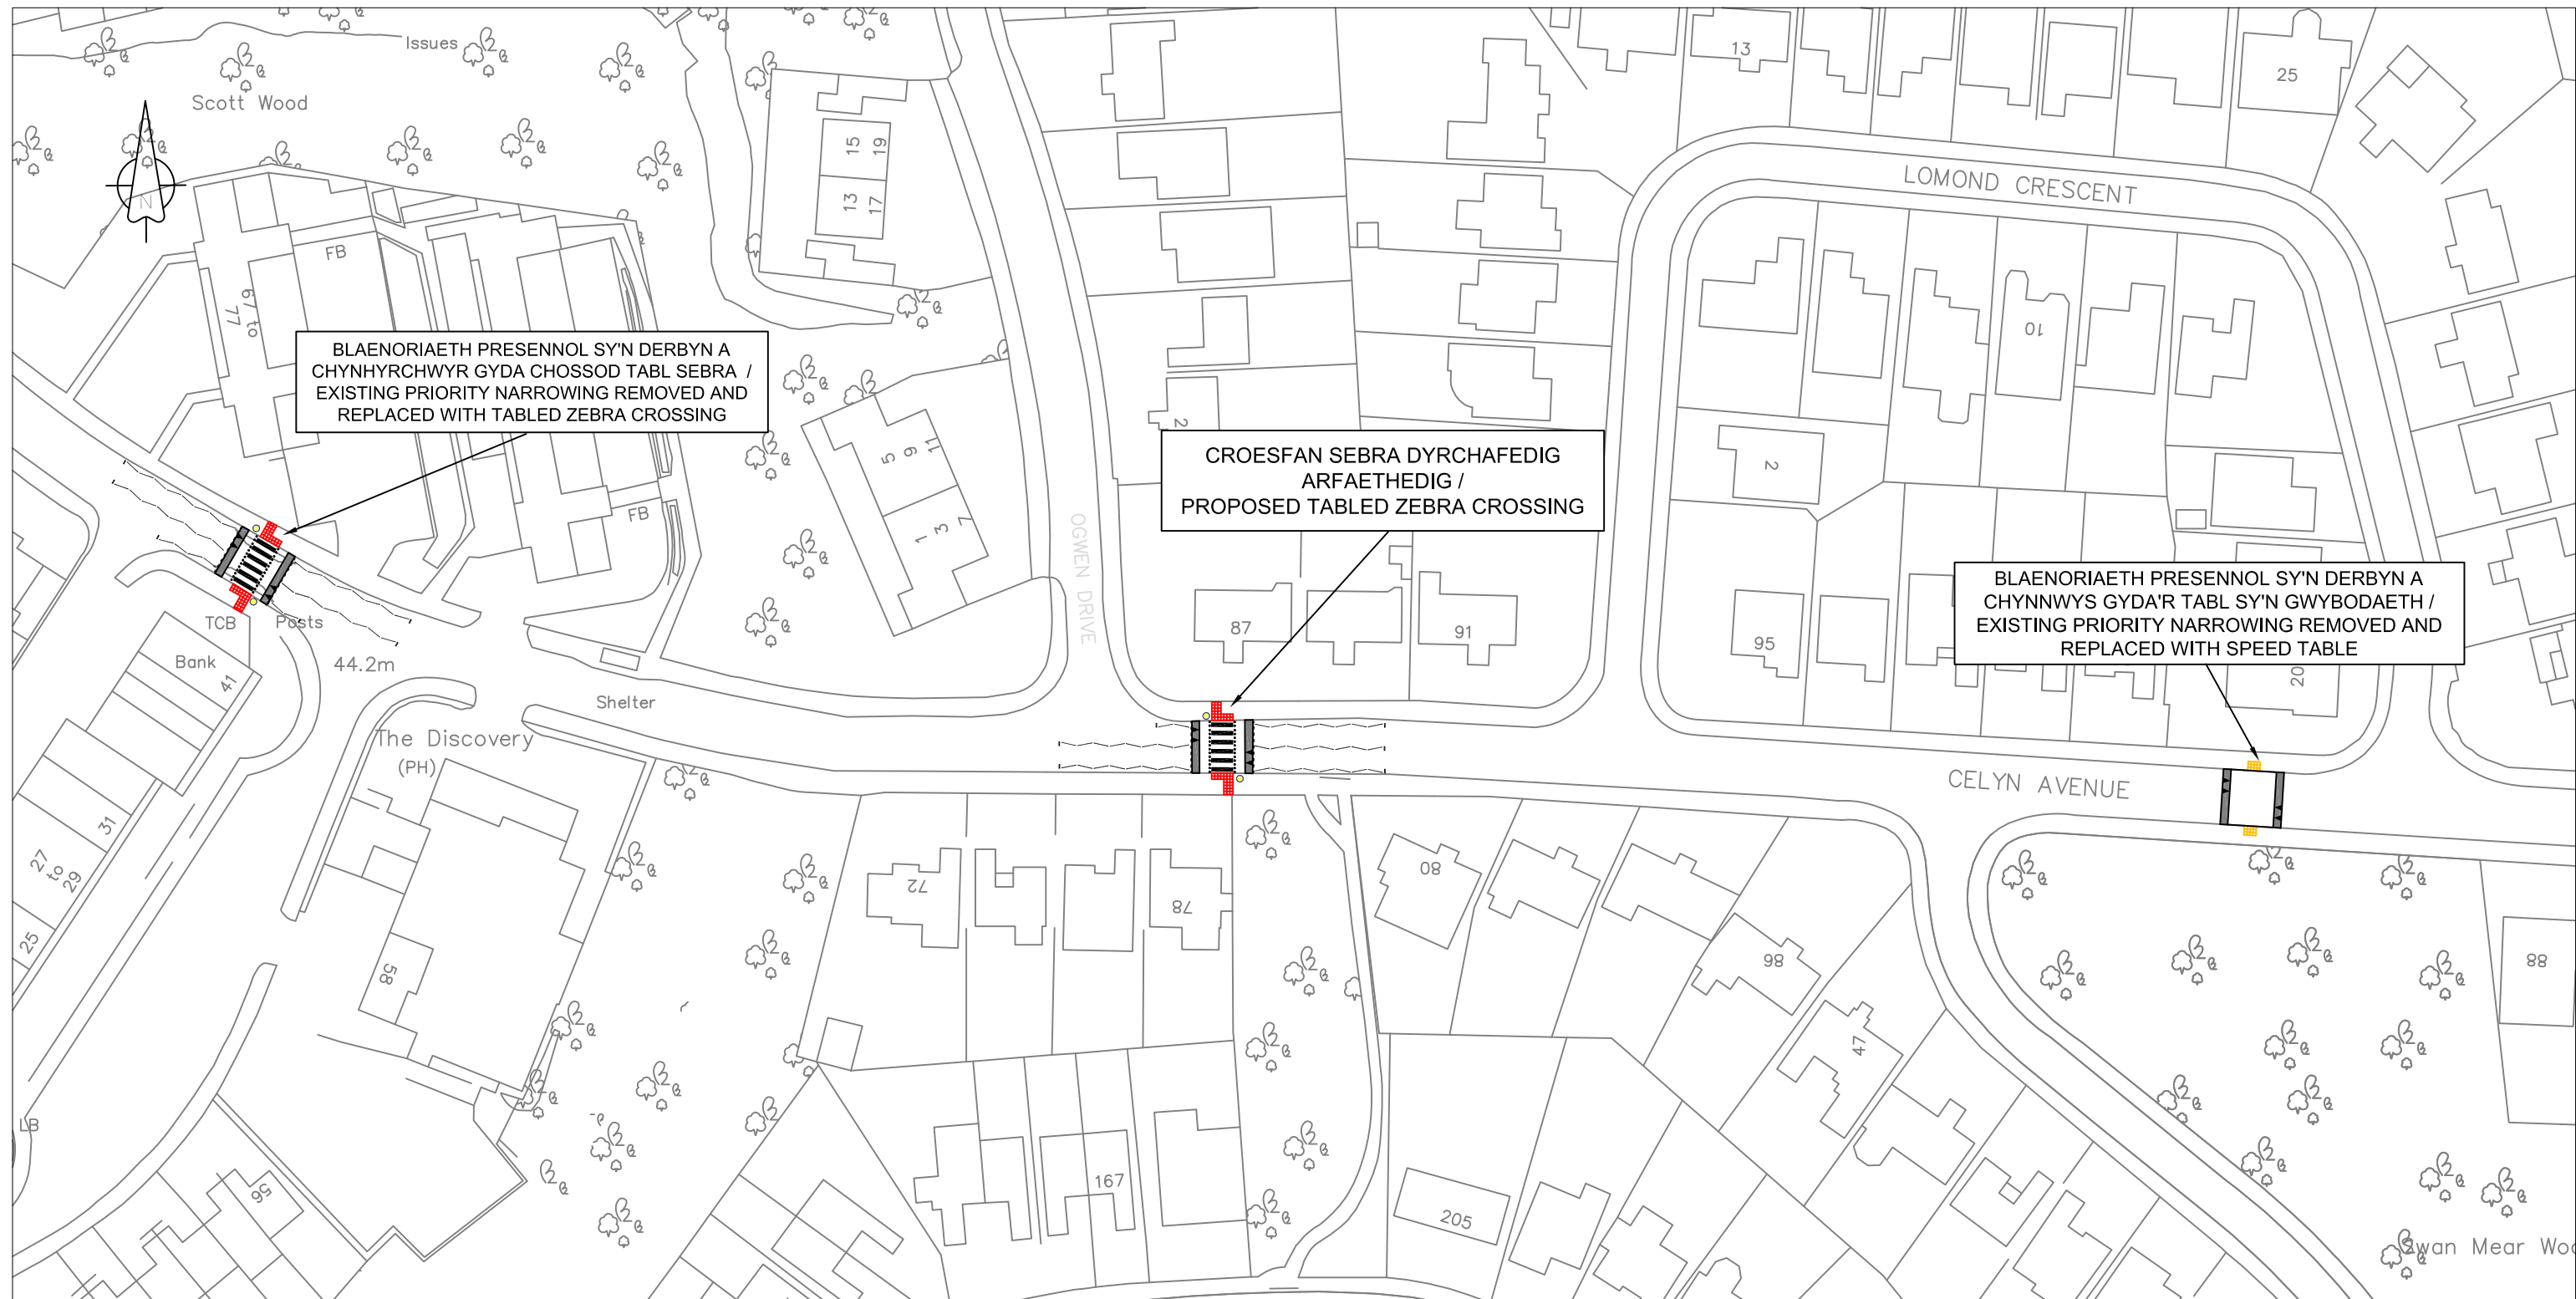 Issues
Scott Wood
N
FB
67 to
77
BLAENORIAETH PRESENNOL SY'N DERBYN A
CHYNHYRCHWYR GYDA CHOSSOD TABL SEBRA /
EXISTING PRIORITY NARROWING REMOVED AND
REPLACED WITH TABLED ZEBRA CROSSING
15
19
13
17
5
9
11
1
3
7
FB
TCB
Posts
Bank
41
44.2m
Shelter
The Discovery
(PH)
31
27
to
29
25
58
LB
56
OGWEN DRIVE
2
CROESFAN SEBRA DYRCHAFEDIG
ARFAETHEDIG /
PROPOSED TABLED ZEBRA CROSSING
87
91
72
78
80
98
47
167
205
13
25
LOMOND CRESCENT
10
2
95
BLAENORIAETH PRESENNOL SY'N DERBYN A
CHYNNWYS GYDA'R TABL SY'N GWYBODAETH /
EXISTING PRIORITY NARROWING REMOVED AND
REPLACED WITH SPEED TABLE
20
CELYN AVENUE
88
Swan Mear Woo